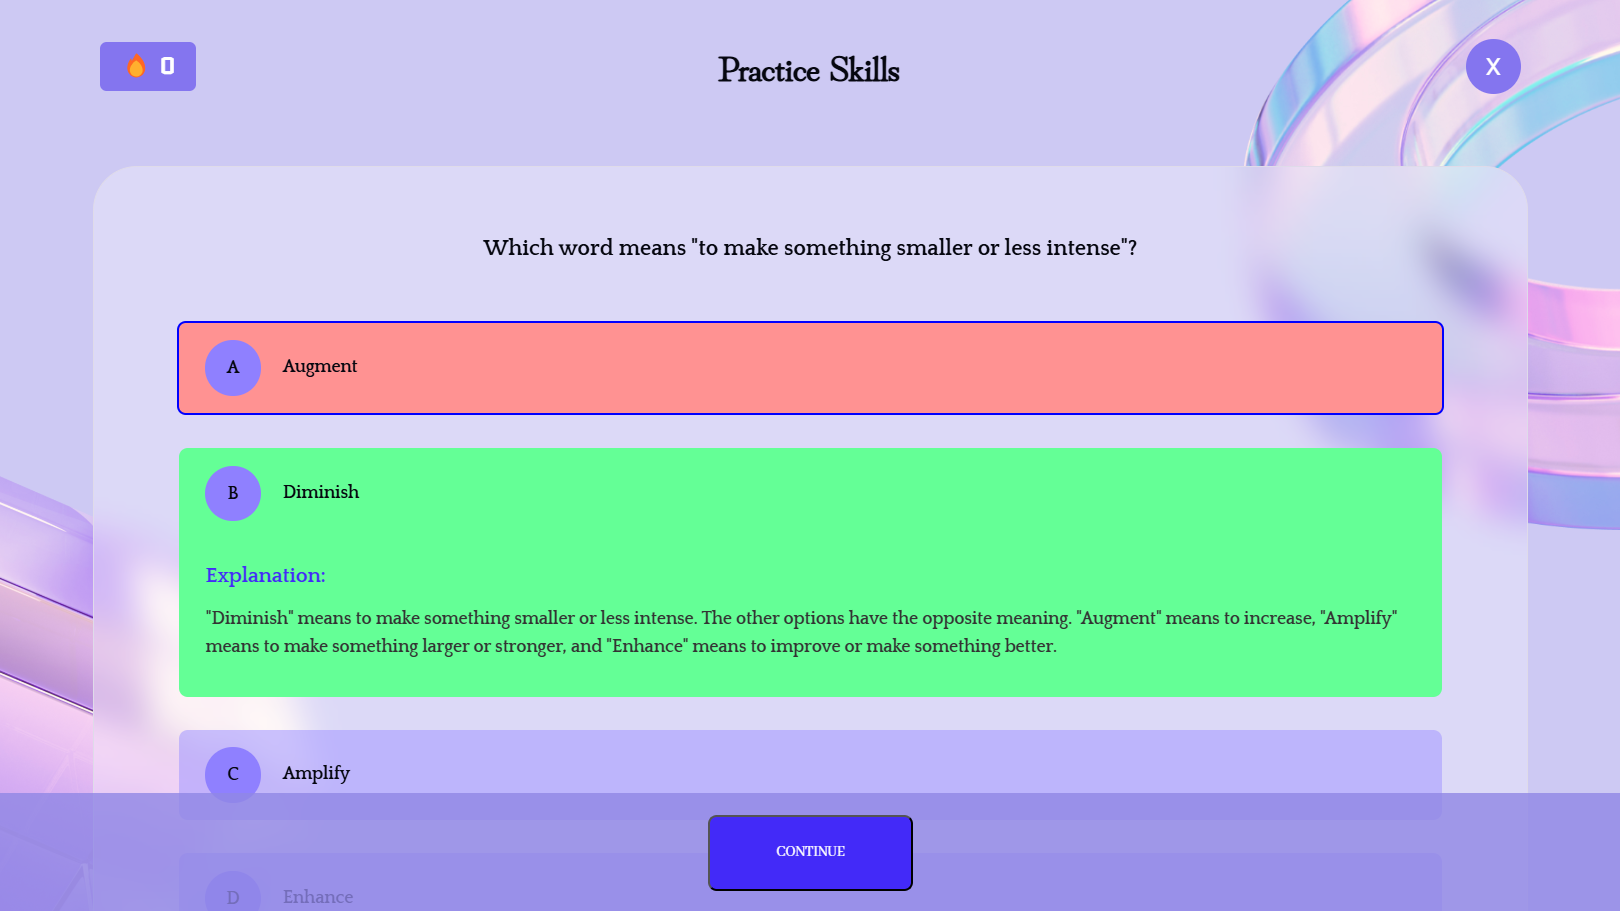 0
Practice Skills
X
Which word means "to make something smaller or less intense"?
A Augment
B Diminish
Explanation:
"Diminish" means to make something smaller or less intense. The other options have the opposite meaning. "Augment" means to increase, "Amplify"
means to make something larger or stronger, and "Enhance" means to improve or make something better.
C Amplify
CONTINUE
D Enhance